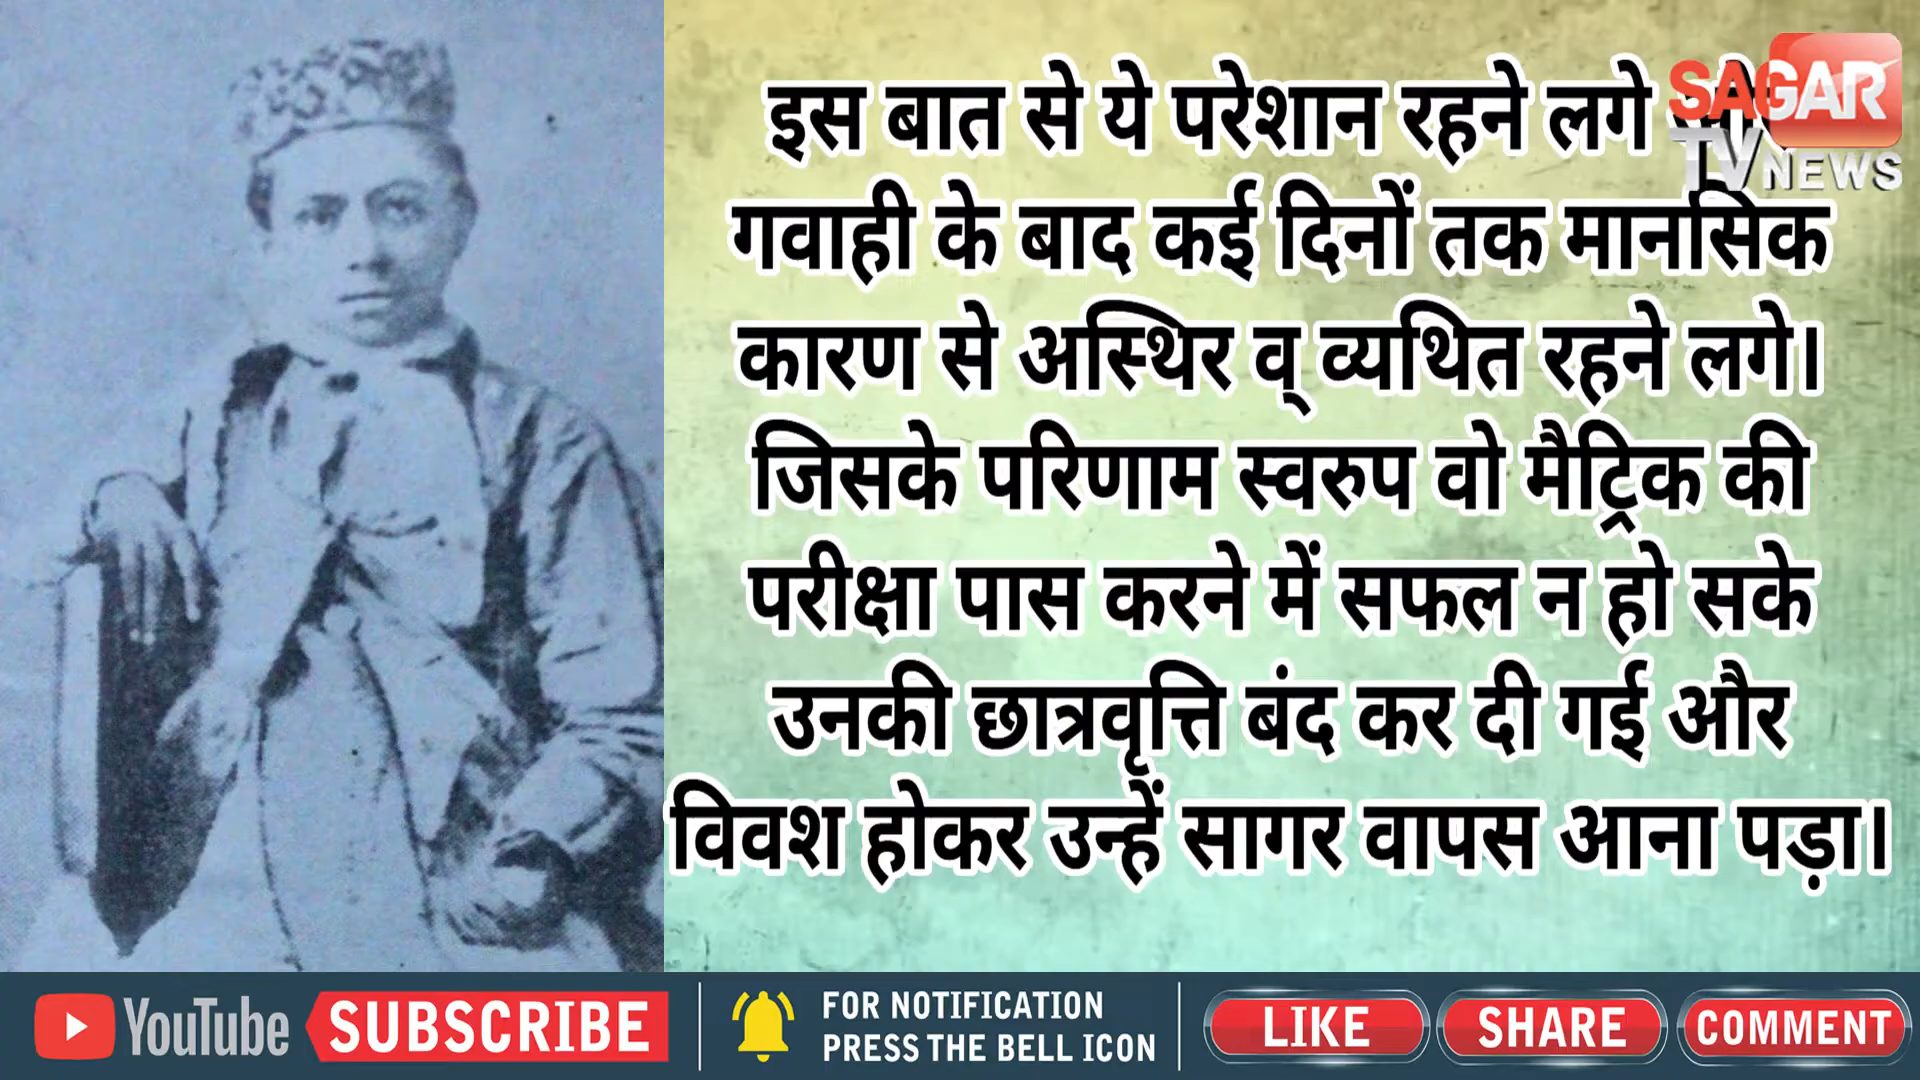 इस बात से ये परेशान रहने लगे
SAGAR
TV NEWS
गवाही के बाद कई दिनों तक मानसिक
कारण से अस्थिर व् व्यथित रहने लगे।
जिसके परिणाम स्वरुप वो मैट्रिक की
परीक्षा पास करने में सफल न हो सके
उनकी छात्रवृत्ति बंद कर दी गई और
विवश होकर उन्हें सागर वापस आना पड़ा।
YouTube SUBSCRIBE
FOR NOTIFICATION
PRESS THE BELL ICON
LIKE SHARE COMMENT